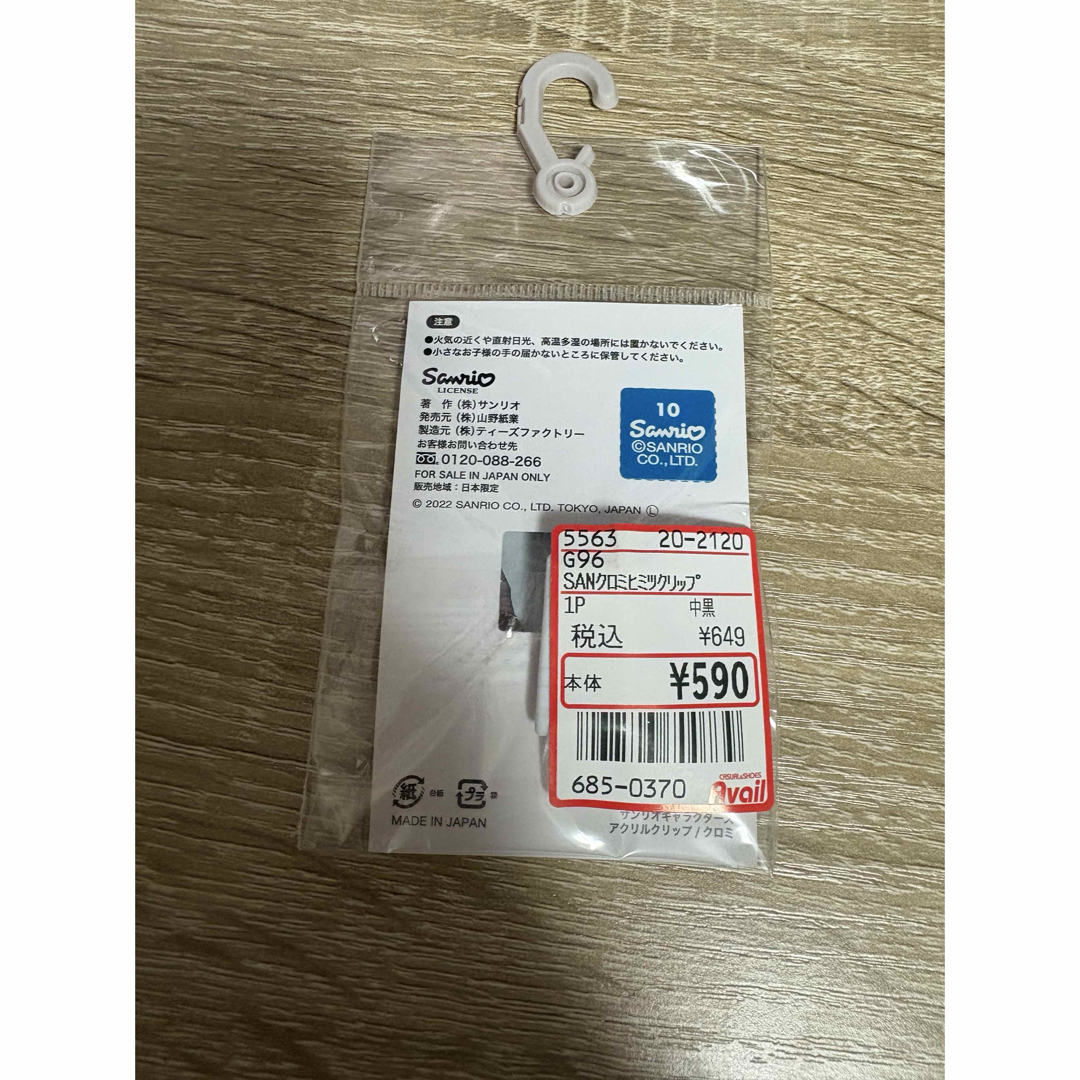 注意
●火気の近くや直射日光、高温多湿の場所には置かないでください。
●小さなお子様の手の届かないところに保管してください。
Sanrio
LICENSE
著　作（株）サンリオ
発売元（株）山野紙業
製造元（株）ティーズファクトリー
お客様お問い合わせ先
0120-088-266
FOR SALE IN JAPAN ONLY
販売地域：日本限定
© 2022 SANRIO CO., LTD. TOKYO, JAPAN Ⓛ
10
Sanrio
©SANRIO
CO.,LTD.
5563 20-2120
G96
SANクロミヒミツクリップ
1P 中黒
税込 ¥649
本体 ¥590
685-0370
CASUAL&SHOES
Avail
紙 台紙 プラ 袋
MADE IN JAPAN
サンリオキャラクターズ
アクリルクリップ / クロミ